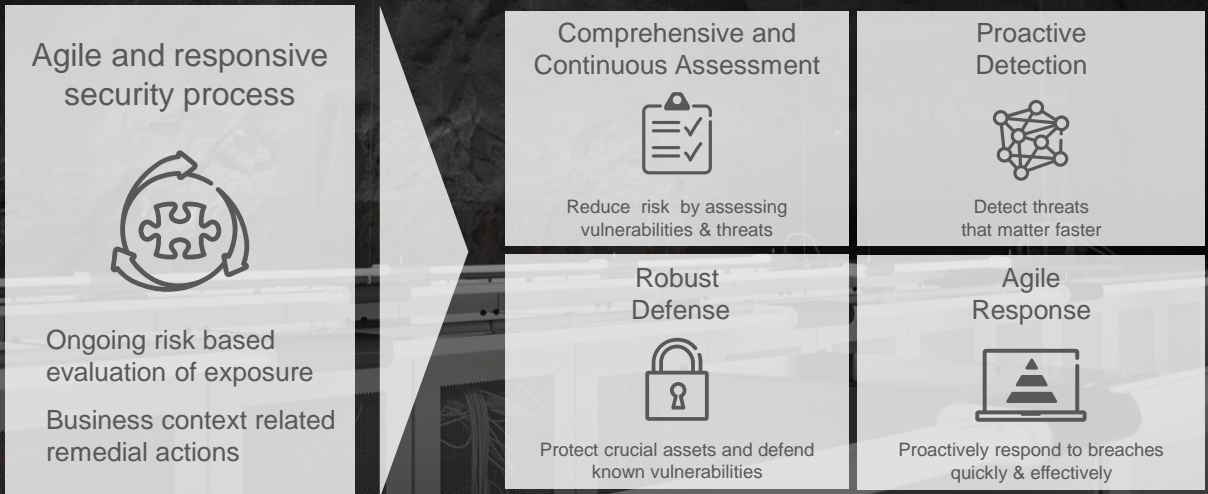 Agile and responsive
security process
Ongoing risk based
evaluation of exposure
Business context related
remedial actions
Comprehensive and
Continuous Assessment
Reduce risk by assessing
vulnerabilities & threats
Proactive
Detection
Detect threats
that matter faster
Robust
Defense
Protect crucial assets and defend
known vulnerabilities
Agile
Response
Proactively respond to breaches
quickly & effectively